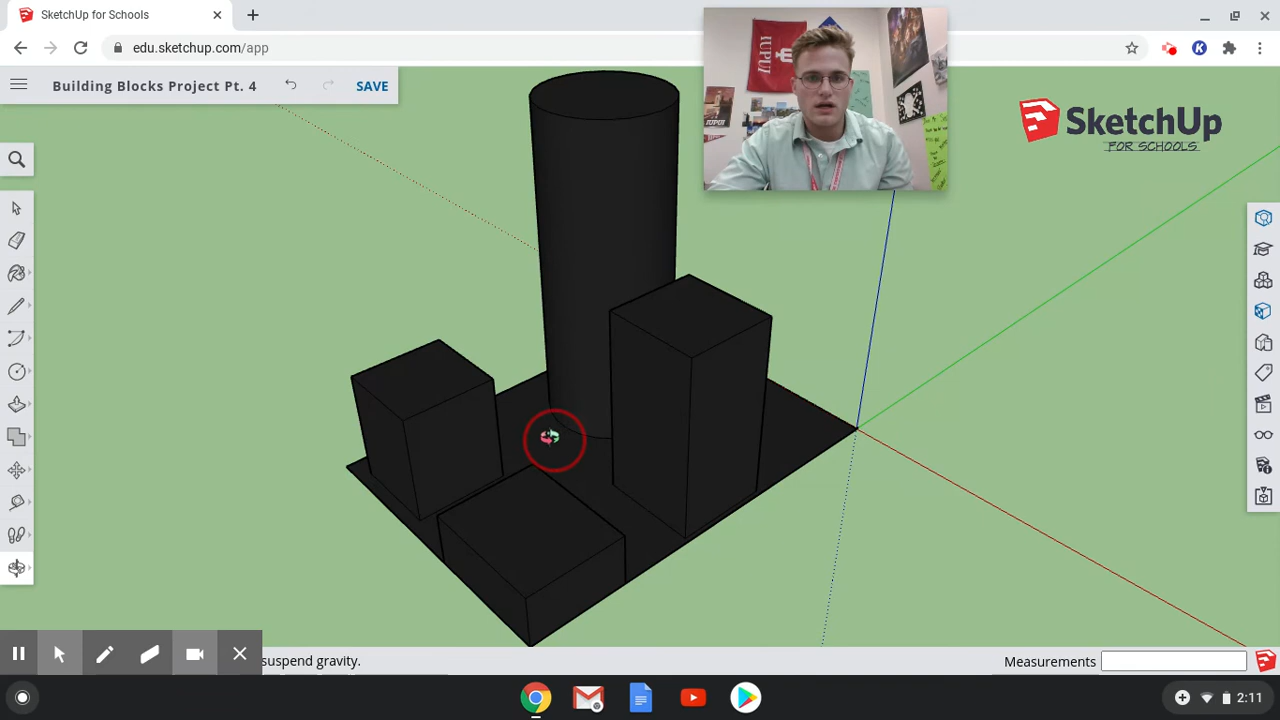 SketchUp for Schools
edu.sketchup.com/app
Building Blocks Project Pt. 4
SAVE
IUPUI
SketchUp
FOR SCHOOLS
suspend gravity.
Measurements
2:11